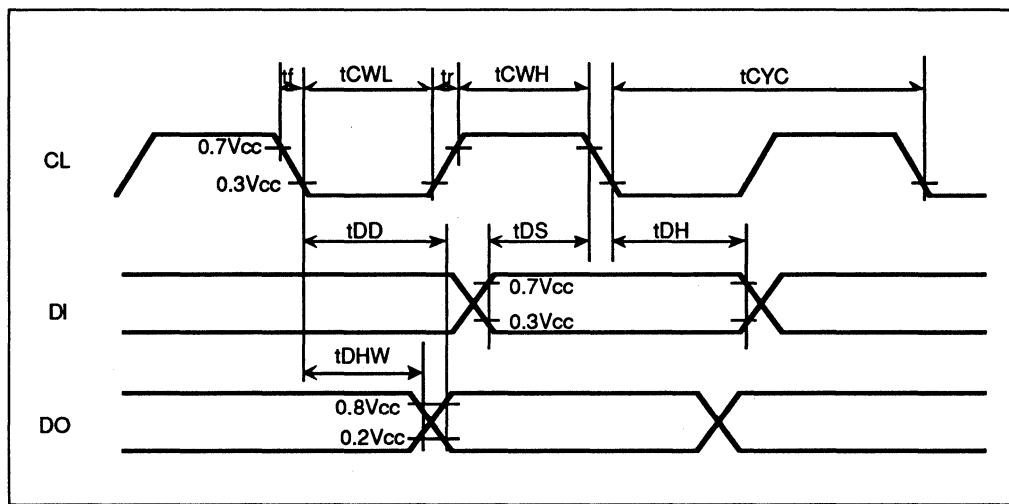 tf tCWL tr tCWH tCYC
CL
0.7Vcc
0.3Vcc
tDD tDS tDH
DI
0.7Vcc
0.3Vcc
tDHW
DO
0.8Vcc
0.2Vcc